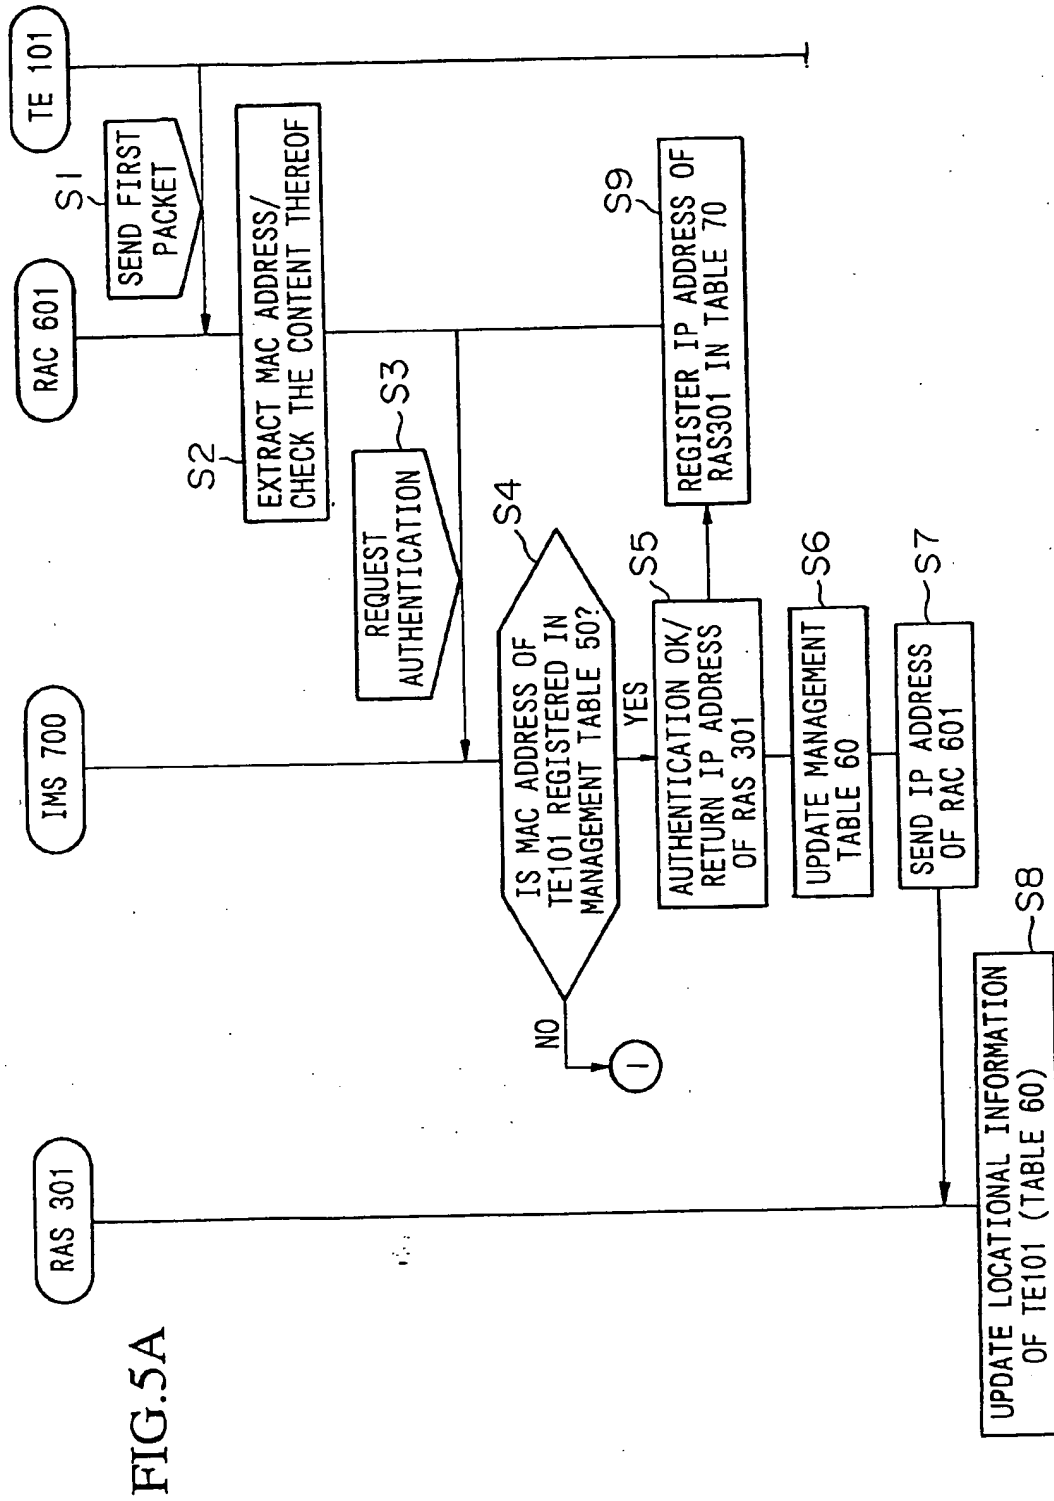 FIG.5A
RAS 301
IMS 700
RAC 601
TE 101
S1
SEND FIRST
PACKET
S2
EXTRACT MAC ADDRESS/
CHECK THE CONTENT THEREOF
S3
REQUEST
AUTHENTICATION
S4
IS MAC ADDRESS OF
TE101 REGISTERED IN
MANAGEMENT TABLE 50?
NO
1
YES
S5
AUTHENTICATION OK/
RETURN IP ADDRESS
OF RAS 301
S9
REGISTER IP ADDRESS OF
RAS301 IN TABLE 70
S6
UPDATE MANAGEMENT
TABLE 60
S7
SEND IP ADDRESS
OF RAC 601
S8
UPDATE LOCATIONAL INFORMATION
OF TE101 (TABLE 60)